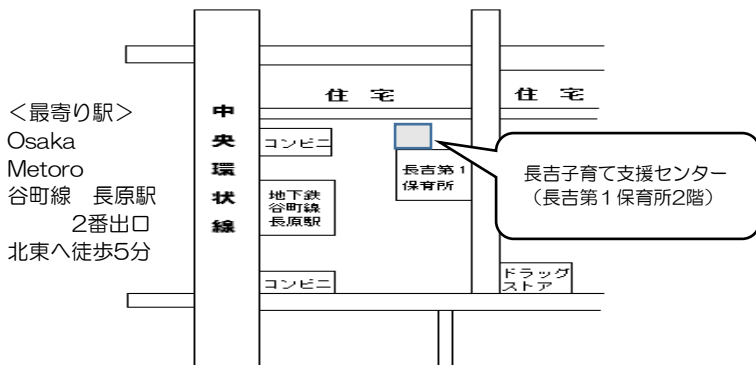 ＜最寄り駅＞
Osaka
Metoro
谷町線　長原駅
2番出口
北東へ徒歩5分
中央環状線
住宅
住宅
コンビニ
長吉第１
保育所
地下鉄
谷町線
長原駅
コンビニ
ドラッグ
ストア
長吉子育て支援センター
（長吉第１保育所2階）